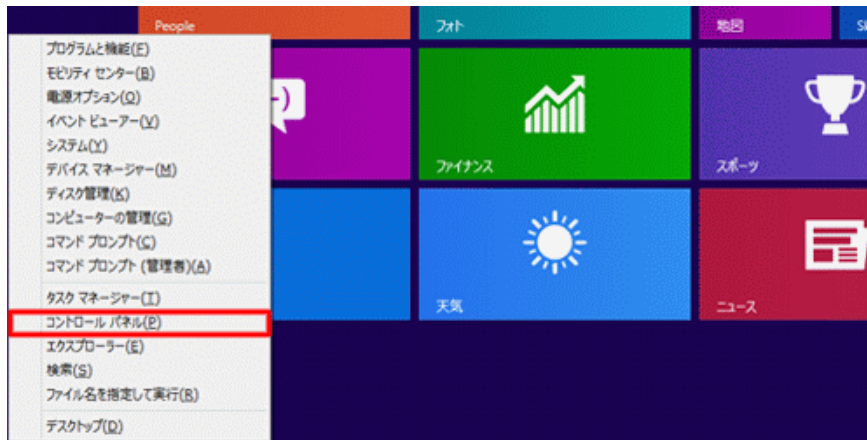 People
フォト
地図
プログラムと機能(F)
モビリティ センター(B)
電源オプション(O)
イベント ビューアー(V)
システム(Y)
デバイス マネージャー(M)
ディスク管理(K)
コンピューターの管理(G)
コマンド プロンプト(C)
コマンド プロンプト (管理者)(A)
タスク マネージャー(T)
コントロール パネル(P)
エクスプローラー(E)
検索(S)
ファイル名を指定して実行(R)
デスクトップ(D)
ファイナンス
スポーツ
天気
ニュース